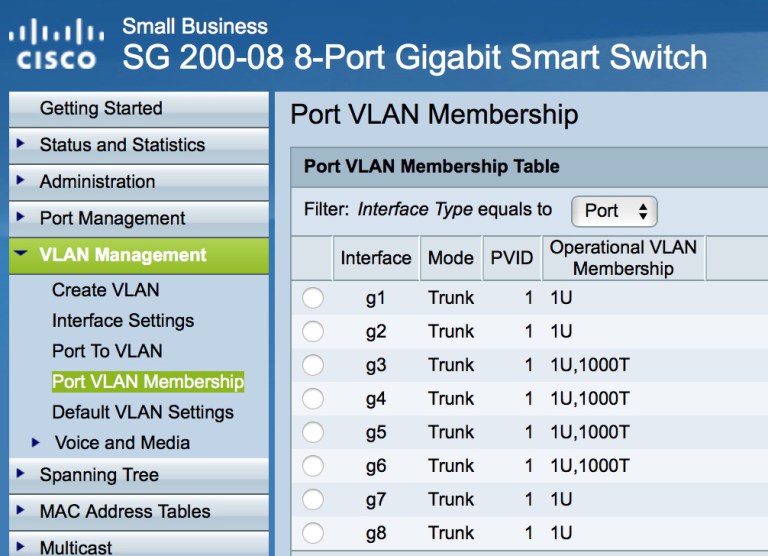 Small Business
CISCO SG 200-08 8-Port Gigabit Smart Switch
Getting Started
Status and Statistics
Administration
Port Management
VLAN Management
Create VLAN
Interface Settings
Port To VLAN
Port VLAN Membership
Default VLAN Settings
Voice and Media
Spanning Tree
MAC Address Tables
Multicast
Port VLAN Membership
Port VLAN Membership Table
Filter: Interface Type equals to Port
Interface Mode PVID Operational VLAN Membership
g1 Trunk 1 1U
g2 Trunk 1 1U
g3 Trunk 1 1U,1000T
g4 Trunk 1 1U,1000T
g5 Trunk 1 1U,1000T
g6 Trunk 1 1U,1000T
g7 Trunk 1 1U
g8 Trunk 1 1U